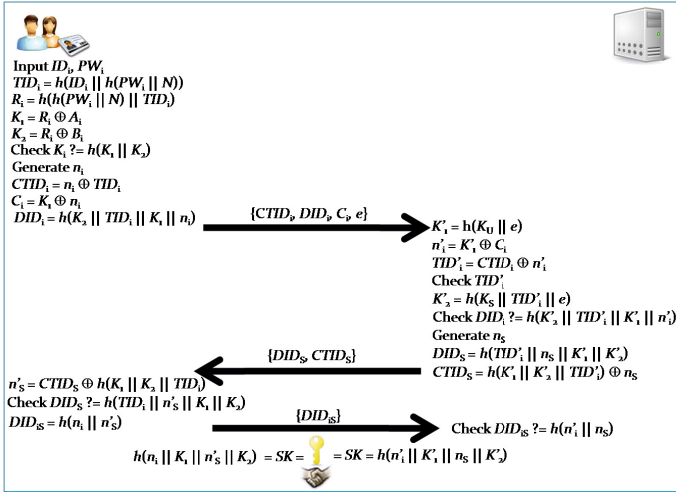 Input IDi, PWi
TIDi = h(IDi || h(PWi || N))
Ri = h(h(PWi || N) || TIDi)
K1 = Ri ⊕ Ai
K2 = Ri ⊕ Bi
Check Ki ?= h(K1 || K2)
Generate ni
CTIDi = ni ⊕ TIDi
Ci = K1 ⊕ ni
DIDi = h(K2 || TIDi || K1 || ni)
{CTIDi, DIDi, Ci, e}
K'1 = h(KU || e)
n'i = K'1 ⊕ Ci
TID'i = CTIDi ⊕ n'i
Check TID'i
K'2 = h(KS || TID'i || e)
Check DIDi ?= h(K'2 || TID'i || K'1 || n'i)
Generate nS
DIDS = h(TID'i || nS || K'1 || K'2)
CTIDS = h(K'1 || K'2 || TID'i) ⊕ nS
{DIDS, CTIDS}
n'S = CTIDS ⊕ h(K1 || K2 || TIDi)
Check DIDS ?= h(TIDi || n'S || K1 || K2)
DIDiS = h(ni || n'S)
{DIDiS}
Check DIDiS ?= h(n'i || nS)
h(ni || K1 || n'S || K2) = SK = = SK = h(n'i || K'1 || nS || K'2)